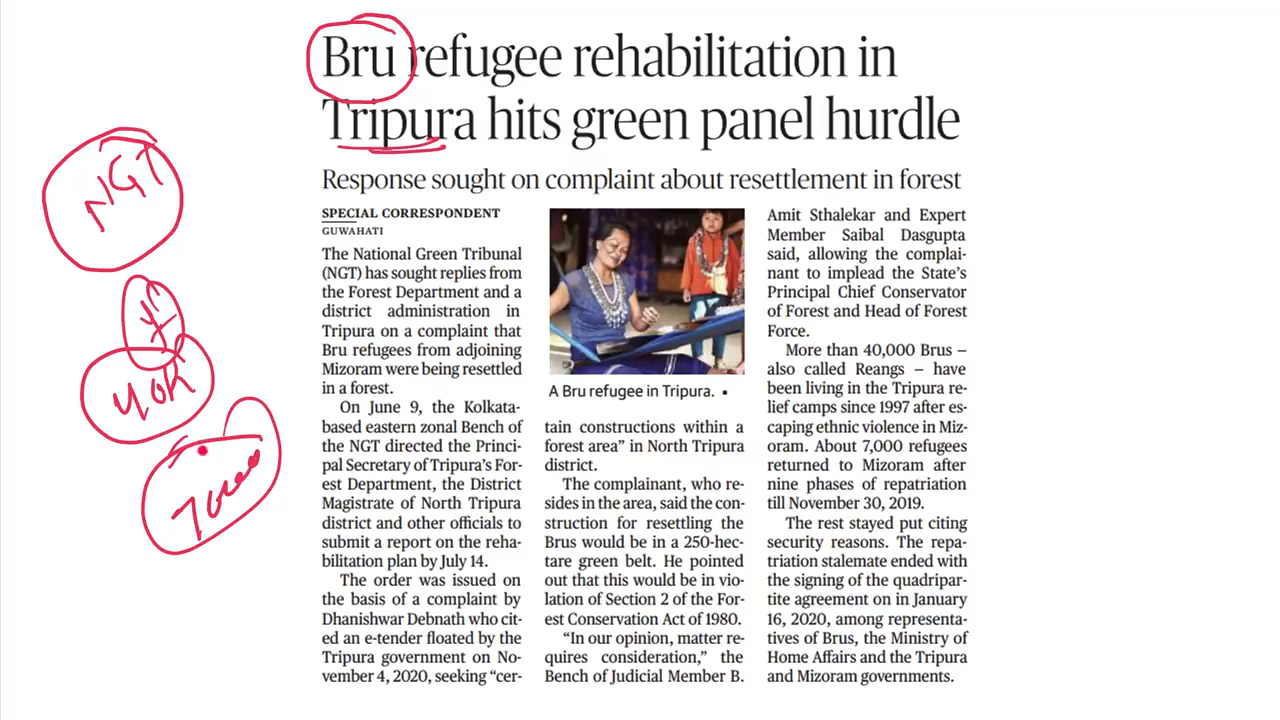 Bru refugee rehabilitation in
Tripura hits green panel hurdle
Response sought on complaint about resettlement in forest
SPECIAL CORRESPONDENT
GUWAHATI
The National Green Tribunal
(NGT) has sought replies from
the Forest Department and a
district administration in
Tripura on a complaint that
Bru refugees from adjoining
Mizoram were being resettled
in a forest.
On June 9, the Kolkata-
based eastern zonal Bench of
the NGT directed the Princi-
pal Secretary of Tripura's For-
est Department, the District
Magistrate of North Tripura
district and other officials to
submit a report on the reha-
bilitation plan by July 14.
The order was issued on
the basis of a complaint by
Dhanishwar Debnath who cit-
ed an e-tender floated by the
Tripura government on No-
vember 4, 2020, seeking “cer-
A Bru refugee in Tripura.
tain constructions within a
forest area” in North Tripura
district.
The complainant, who re-
sides in the area, said the con-
struction for resettling the
Brus would be in a 250-hec-
tare green belt. He pointed
out that this would be in vio-
lation of Section 2 of the For-
est Conservation Act of 1980.
“In our opinion, matter re-
quires consideration,” the
Bench of Judicial Member B.
Amit Sthalekar and Expert
Member Saibal Dasgupta
said, allowing the complai-
nant to implead the State's
Principal Chief Conservator
of Forest and Head of Forest
Force.
More than 40,000 Brus –
also called Reangs – have
been living in the Tripura re-
lief camps since 1997 after es-
caping ethnic violence in Miz-
oram. About 7,000 refugees
returned to Mizoram after
nine phases of repatriation
till November 30, 2019.
The rest stayed put citing
security reasons. The repa-
triation stalemate ended with
the signing of the quadripar-
tite agreement on in January
16, 2020, among representa-
tives of Brus, the Ministry of
Home Affairs and the Tripura
and Mizoram governments.
NGT
40K
7000